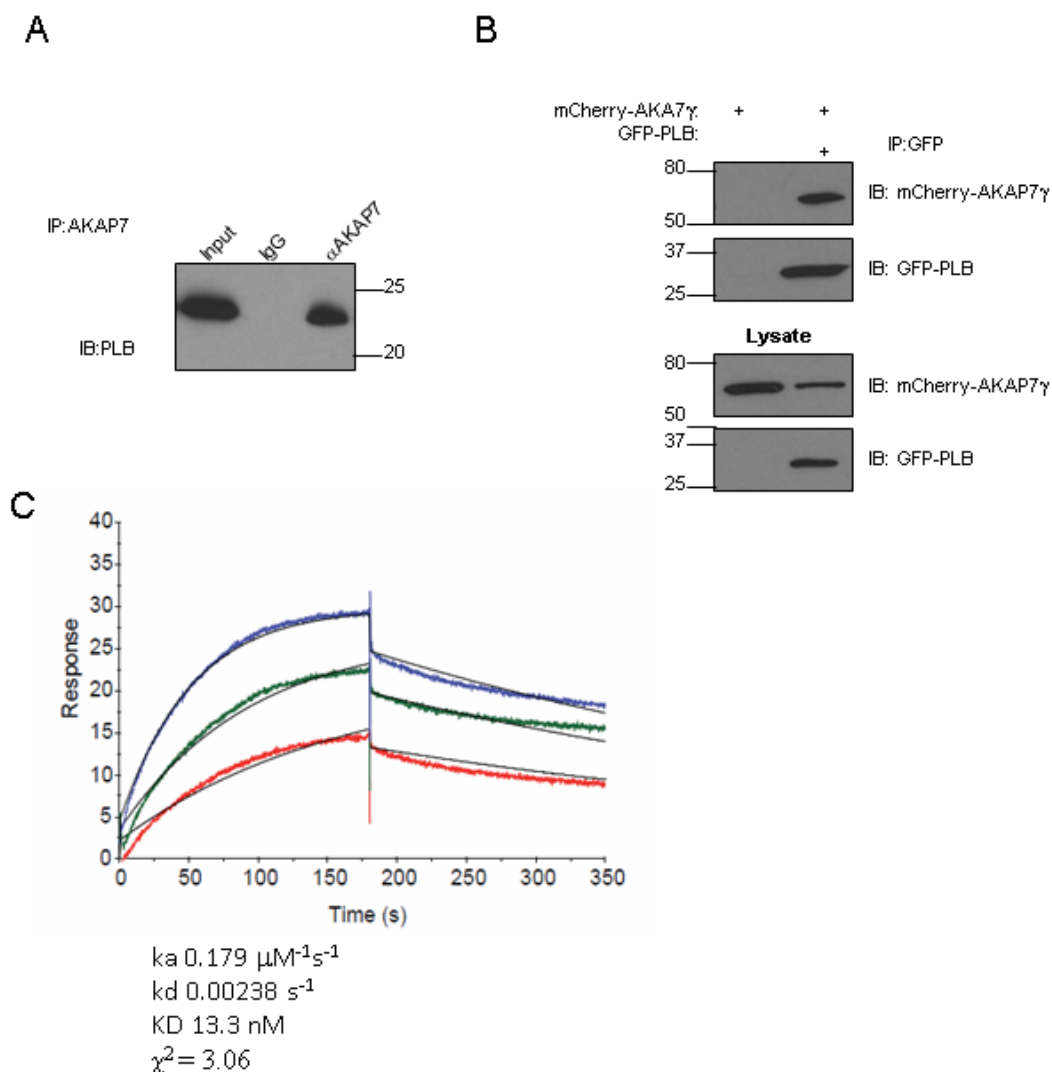 A
IP:AKAP7
Input IgG αAKAP7
25
20
IB:PLB
B
mCherry-AKA7γ: + +
GFP-PLB: +
IP:GFP
80
50
IB: mCherry-AKAP7γ
37
25
IB: GFP-PLB
Lysate
80
50
IB: mCherry-AKAP7γ
37
25
IB: GFP-PLB
C
Response
40
35
30
25
20
15
10
5
0
0 50 100 150 200 250 300 350
Time (s)
ka 0.179 μM⁻¹s⁻¹
kd 0.00238 s⁻¹
KD 13.3 nM
χ² = 3.06